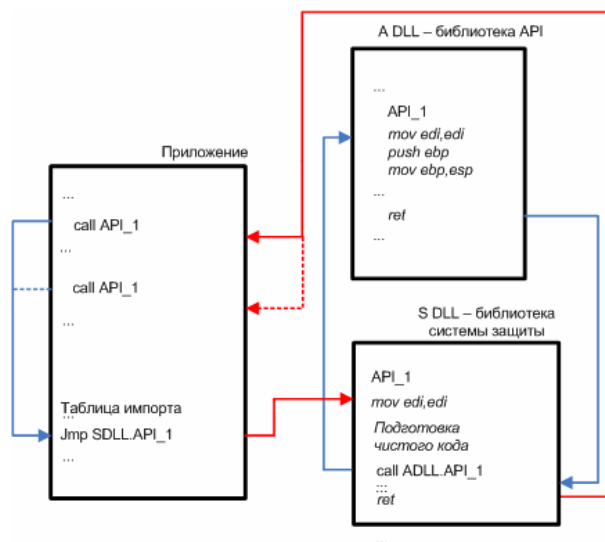 A DLL – библиотека API
...
API_1
mov edi,edi
push ebp
mov ebp,esp
...
ret
...
Приложение
...
call API_1
...
call API_1
...
Таблица импорта
...
Jmp SDLL.API_1
...
S DLL – библиотека
системы защиты
API_1
mov edi,edi
Подготовка
чистого кода
call ADLL.API_1
...
ret